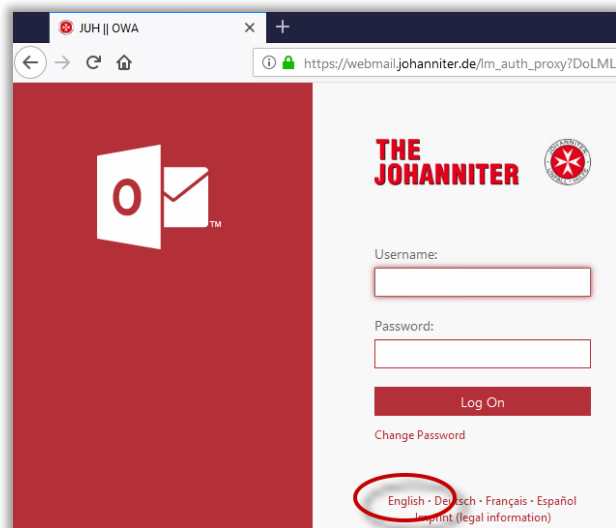 JUH || OWA
https://webmail.johanniter.de/lm_auth_proxy?DoLML
O
TM
THE
JOHANNITER
Username:
Password:
Log On
Change Password
English · Deutsch · Français · Español
Imprint (legal information)